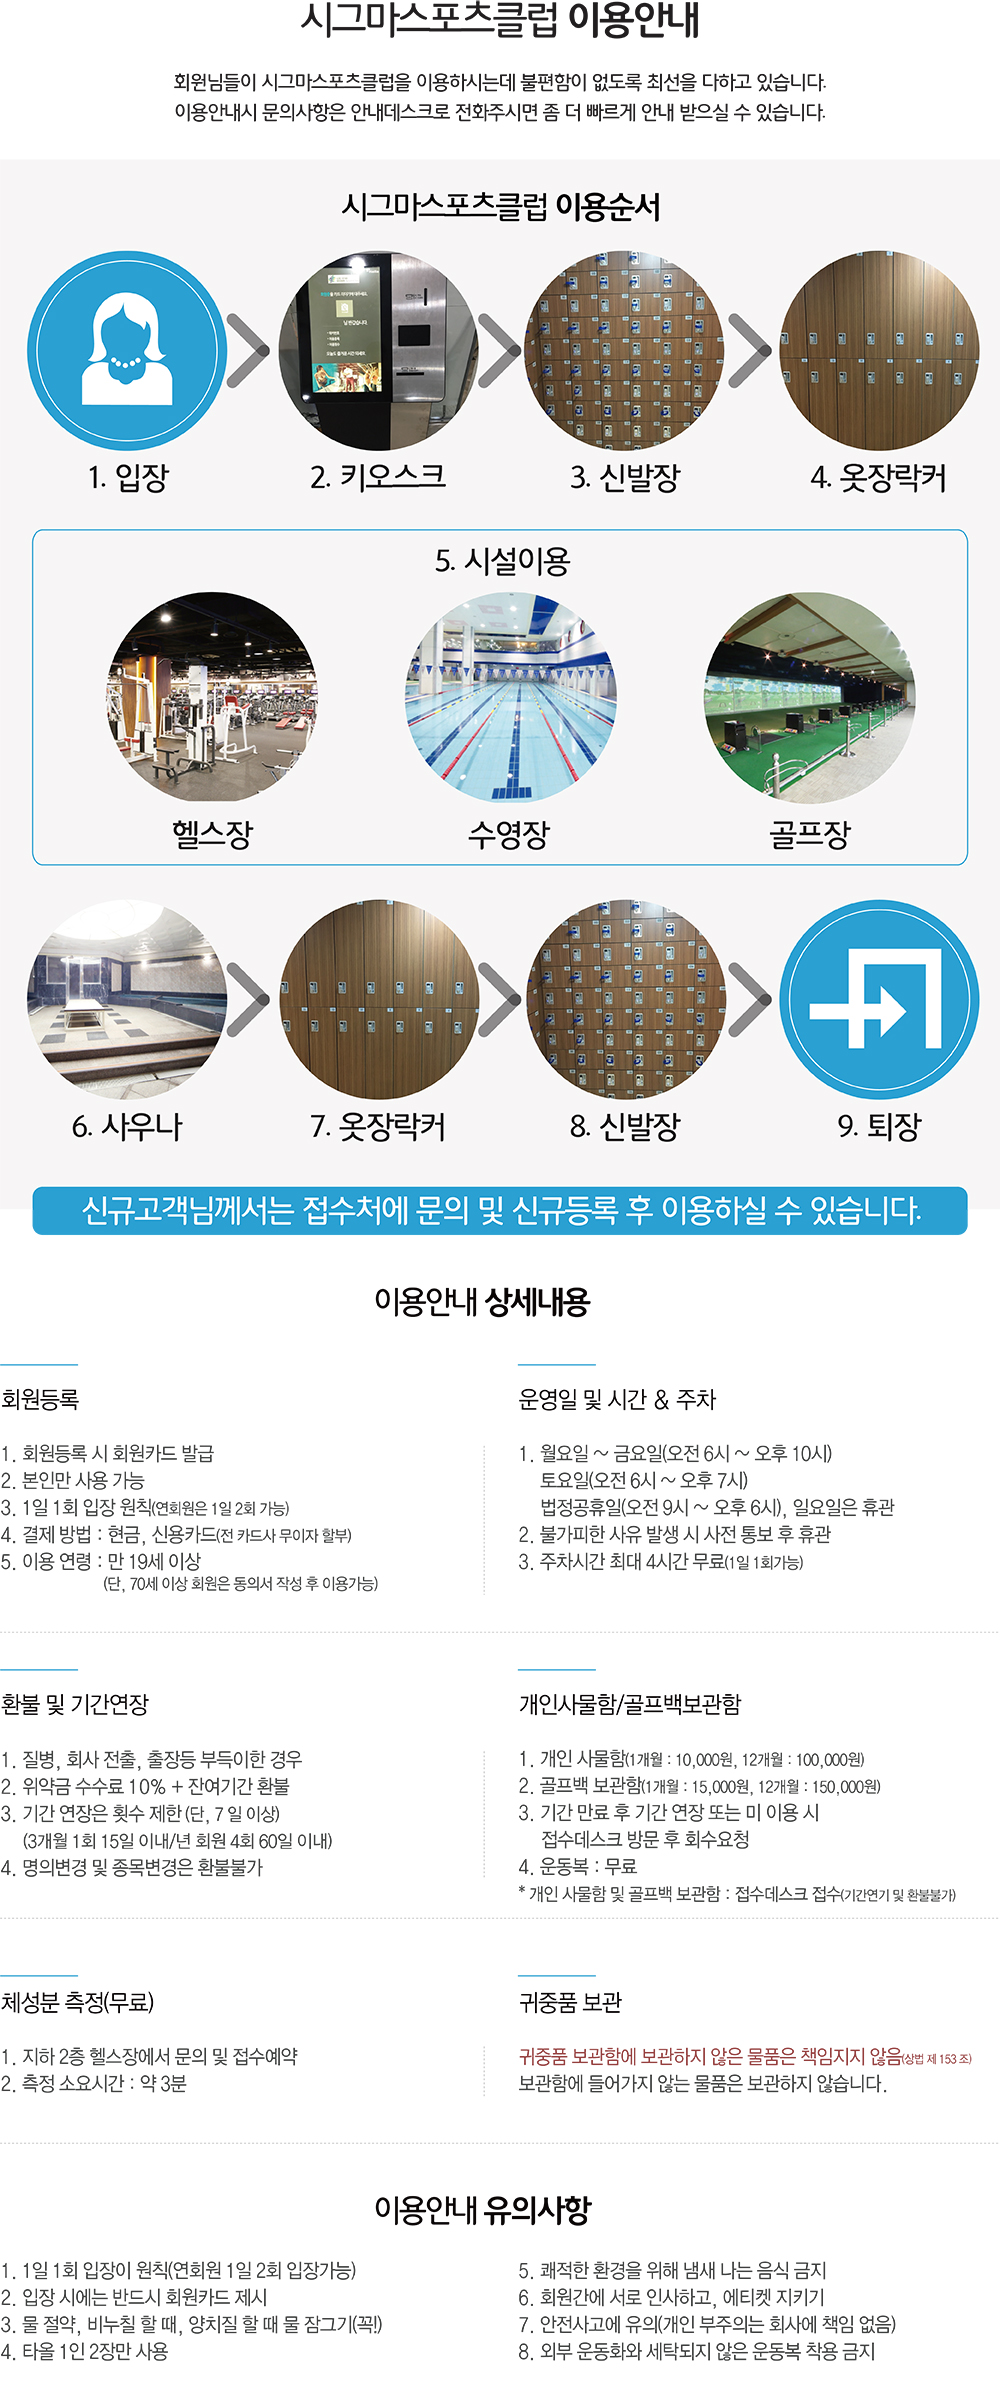 시그마스포츠클럽 이용안내
회원님들이 시그마스포츠클럽을 이용하시는데 불편함이 없도록 최선을 다하고 있습니다.
이용안내시 문의사항은 안내데스크로 전화주시면 좀 더 빠르게 안내 받으실 수 있습니다.
시그마스포츠클럽 이용순서
1. 입장
2. 키오스크
3. 신발장
4. 옷장락커
5. 시설이용
헬스장
수영장
골프장
6. 사우나
7. 옷장락커
8. 신발장
9. 퇴장
신규고객님께서는 접수처에 문의 및 신규등록 후 이용하실 수 있습니다.
이용안내 상세내용
회원등록
1. 회원등록 시 회원카드 발급
2. 본인만 사용 가능
3. 1일 1회 입장 원칙(연회원은 1일 2회 가능)
4. 결제 방법 : 현금, 신용카드(전 카드사 무이자 할부)
5. 이용 연령 : 만 19세 이상
(단, 70세 이상 회원은 동의서 작성 후 이용가능)
운영일 및 시간 & 주차
1. 월요일 ~ 금요일(오전 6시 ~ 오후 10시)
토요일(오전 6시 ~ 오후 7시)
법정공휴일(오전 9시 ~ 오후 6시), 일요일은 휴관
2. 불가피한 사유 발생 시 사전 통보 후 휴관
3. 주차시간 최대 4시간 무료(1일 1회가능)
환불 및 기간연장
1. 질병, 회사 전출, 출장등 부득이한 경우
2. 위약금 수수료 10% + 잔여기간 환불
3. 기간 연장은 횟수 제한 (단, 7 일 이상)
(3개월 1회 15일 이내/년 회원 4회 60일 이내)
4. 명의변경 및 종목변경은 환불불가
개인사물함/골프백보관함
1. 개인 사물함(1개월 : 10,000원, 12개월 : 100,000원)
2. 골프백 보관함(1개월 : 15,000원, 12개월 : 150,000원)
3. 기간 만료 후 기간 연장 또는 미 이용 시
접수데스크 방문 후 회수요청
4. 운동복 : 무료
* 개인 사물함 및 골프백 보관함 : 접수데스크 접수(기간연기 및 환불불가)
체성분 측정(무료)
1. 지하 2층 헬스장에서 문의 및 접수예약
2. 측정 소요시간 : 약 3분
귀중품 보관
귀중품 보관함에 보관하지 않은 물품은 책임지지 않음(상법 제 153 조)
보관함에 들어가지 않는 물품은 보관하지 않습니다.
이용안내 유의사항
1. 1일 1회 입장이 원칙(연회원 1일 2회 입장가능)
2. 입장 시에는 반드시 회원카드 제시
3. 물 절약, 비누칠 할 때, 양치질 할 때 물 잠그기(꼭!)
4. 타올 1인 2장만 사용
5. 쾌적한 환경을 위해 냄새 나는 음식 금지
6. 회원간에 서로 인사하고, 에티켓 지키기
7. 안전사고에 유의(개인 부주의는 회사에 책임 없음)
8. 외부 운동화와 세탁되지 않은 운동복 착용 금지